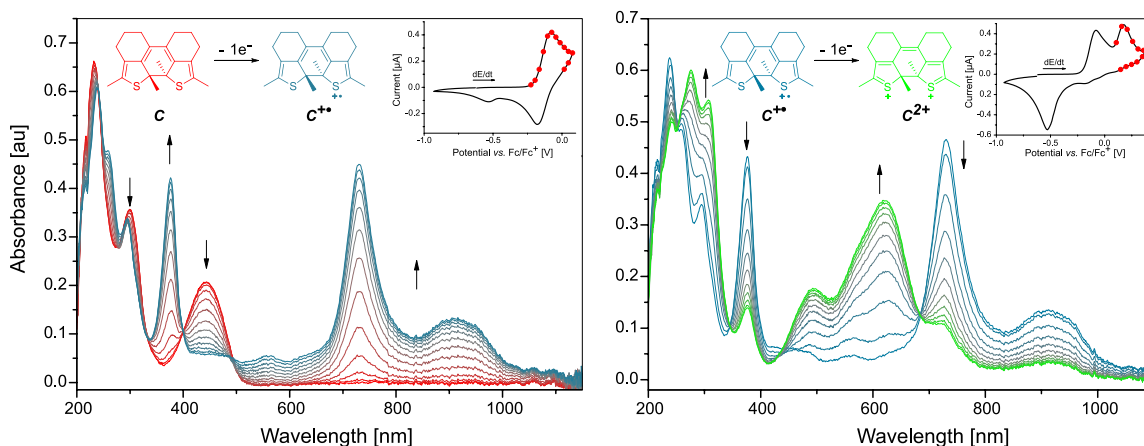 0.7
0.6
0.5
0.4
0.3
0.2
0.1
0.0
Absorbance [au]
200
400
600
800
1000
Wavelength [nm]
- 1e-
S
S
C
S
S
+•
C+•
Current [µA]
0.4
0.2
0.0
0.2
dE/dt
-1.0
-0.5
0.0
Potential vs. Fc/Fc+ [V]
0.7
0.6
0.5
0.4
0.3
0.2
0.1
0.0
200
400
600
800
1000
Wavelength [nm]
- 1e-
S
S
+•
C+•
S
+
S
+
C2+
Current [µA]
0.4
0.2
0.0
-0.2
-0.4
-0.6
dE/dt
-1.0
-0.5
0.0
Potential vs. Fc/Fc+ [V]